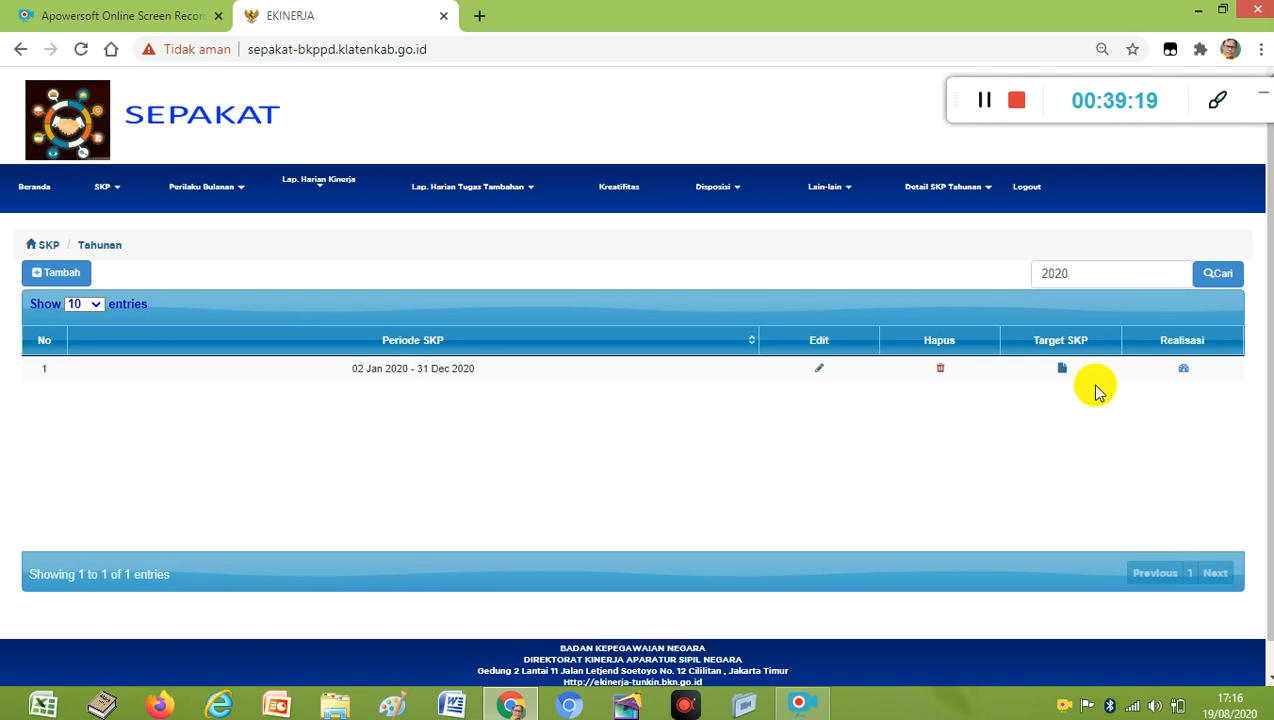 Apowersoft Online Screen Recor
EKINERJA
Tidak aman
sepakat-bkppd.klatenkab.go.id
SEPAKAT
00:39:19
Beranda
SKP
Perilaku Bulanan
Lap. Harian Kinerja
Lap. Harian Tugas Tambahan
Kreatifitas
Disposisi
Lain-lain
Detail SKP Tahunan
Logout
SKP / Tahunan
Tambah
2020
Cari
Show 10 entries
No
Periode SKP
Edit
Hapus
Target SKP
Realisasi
1
02 Jan 2020 - 31 Dec 2020
Showing 1 to 1 of 1 entries
Previous 1 Next
BADAN KEPEGAWAIAN NEGARA
DIREKTORAT KINERJA APARATUR SIPIL NEGARA
Gedung 2 Lantai 11 Jalan Letjend Soetoyo No. 12 Cililitan , Jakarta Timur
Http://ekinerja-tunkin.bkn.go.id
17:16
19/08/2020